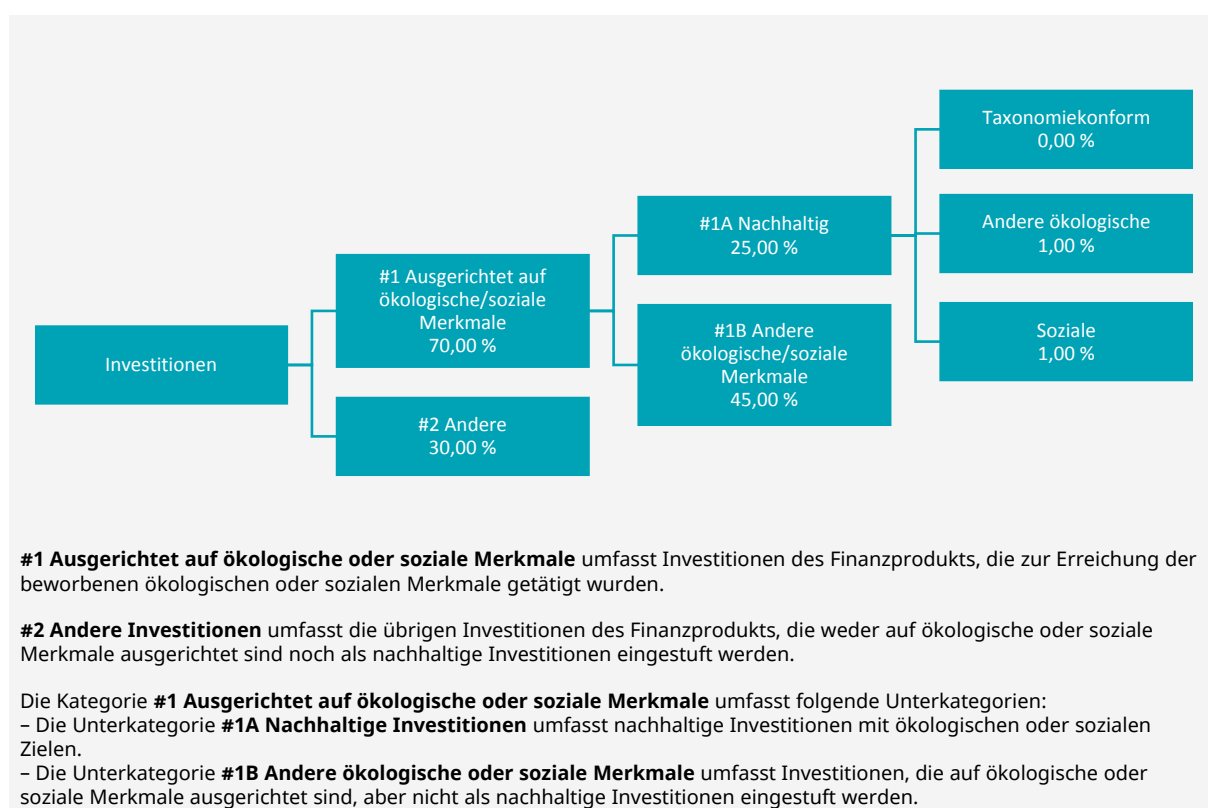 Investitionen
#1 Ausgerichtet auf
ökologische/soziale
Merkmale
70,00 %
#2 Andere
30,00 %
#1A Nachhaltig
25,00 %
#1B Andere
ökologische/soziale
Merkmale
45,00 %
Taxonomiekonform
0,00 %
Andere ökologische
1,00 %
Soziale
1,00 %
#1 Ausgerichtet auf ökologische oder soziale Merkmale umfasst Investitionen des Finanzprodukts, die zur Erreichung der
beworbenen ökologischen oder sozialen Merkmale getätigt wurden.
#2 Andere Investitionen umfasst die übrigen Investitionen des Finanzprodukts, die weder auf ökologische oder soziale
Merkmale ausgerichtet sind noch als nachhaltige Investitionen eingestuft werden.
Die Kategorie #1 Ausgerichtet auf ökologische oder soziale Merkmale umfasst folgende Unterkategorien:
– Die Unterkategorie #1A Nachhaltige Investitionen umfasst nachhaltige Investitionen mit ökologischen oder sozialen
Zielen.
– Die Unterkategorie #1B Andere ökologische oder soziale Merkmale umfasst Investitionen, die auf ökologische oder
soziale Merkmale ausgerichtet sind, aber nicht als nachhaltige Investitionen eingestuft werden.